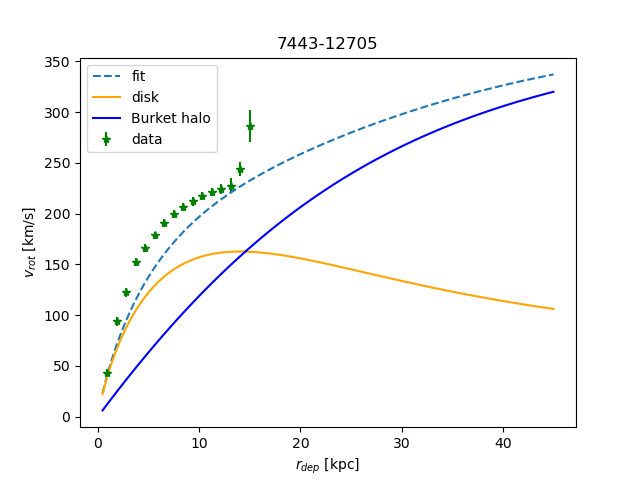 7443-12705
fit
disk
Burket halo
data
350
300
250
200
150
100
50
0
v_rot [km/s]
0 10 20 30 40
r_dep [kpc]